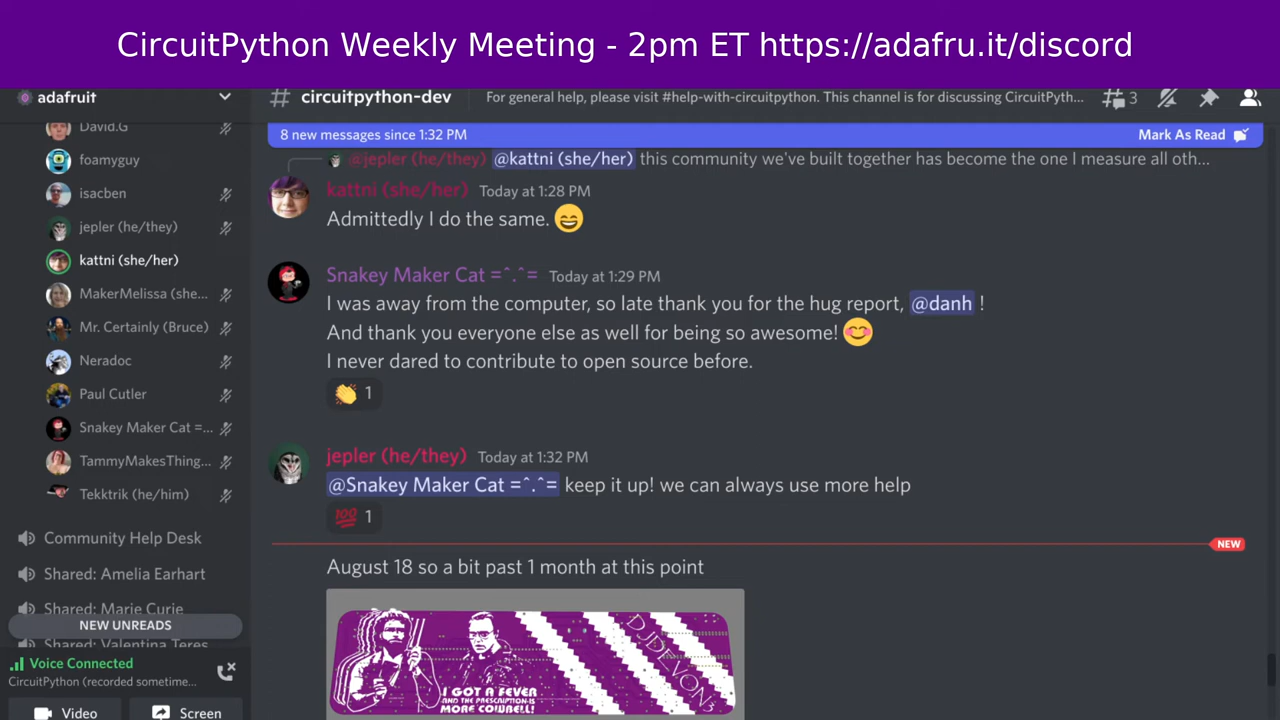 CircuitPython Weekly Meeting - 2pm ET https://adafru.it/discord
adafruit
# circuitpython-dev
For general help, please visit #help-with-circuitpython. This channel is for discussing CircuitPyth...
3
David.G
foamyguy
isacben
jepler (he/they)
kattni (she/her)
MakerMelissa (she...
Mr. Certainly (Bruce)
Neradoc
Paul Cutler
Snakey Maker Cat =...
TammyMakesThing...
Tekktrik (he/him)
Community Help Desk
Shared: Amelia Earhart
Shared: Marie Curie
NEW UNREADS
Shared: Valentina Teres
Voice Connected
CircuitPython (recorded sometime...
Video
Screen
8 new messages since 1:32 PM
Mark As Read
@jepler (he/they) @kattni (she/her) this community we've built together has become the one I measure all oth...
kattni (she/her) Today at 1:28 PM
Admittedly I do the same. 😄
Snakey Maker Cat =^.^= Today at 1:29 PM
I was away from the computer, so late thank you for the hug report, @danh !
And thank you everyone else as well for being so awesome! 😊
I never dared to contribute to open source before.
👏 1
jepler (he/they) Today at 1:32 PM
@Snakey Maker Cat =^.^= keep it up! we can always use more help
💯 1
NEW
August 18 so a bit past 1 month at this point
I GOT A FEVER
AND THE PRESCRIPTION IS
MORE COWBELL!